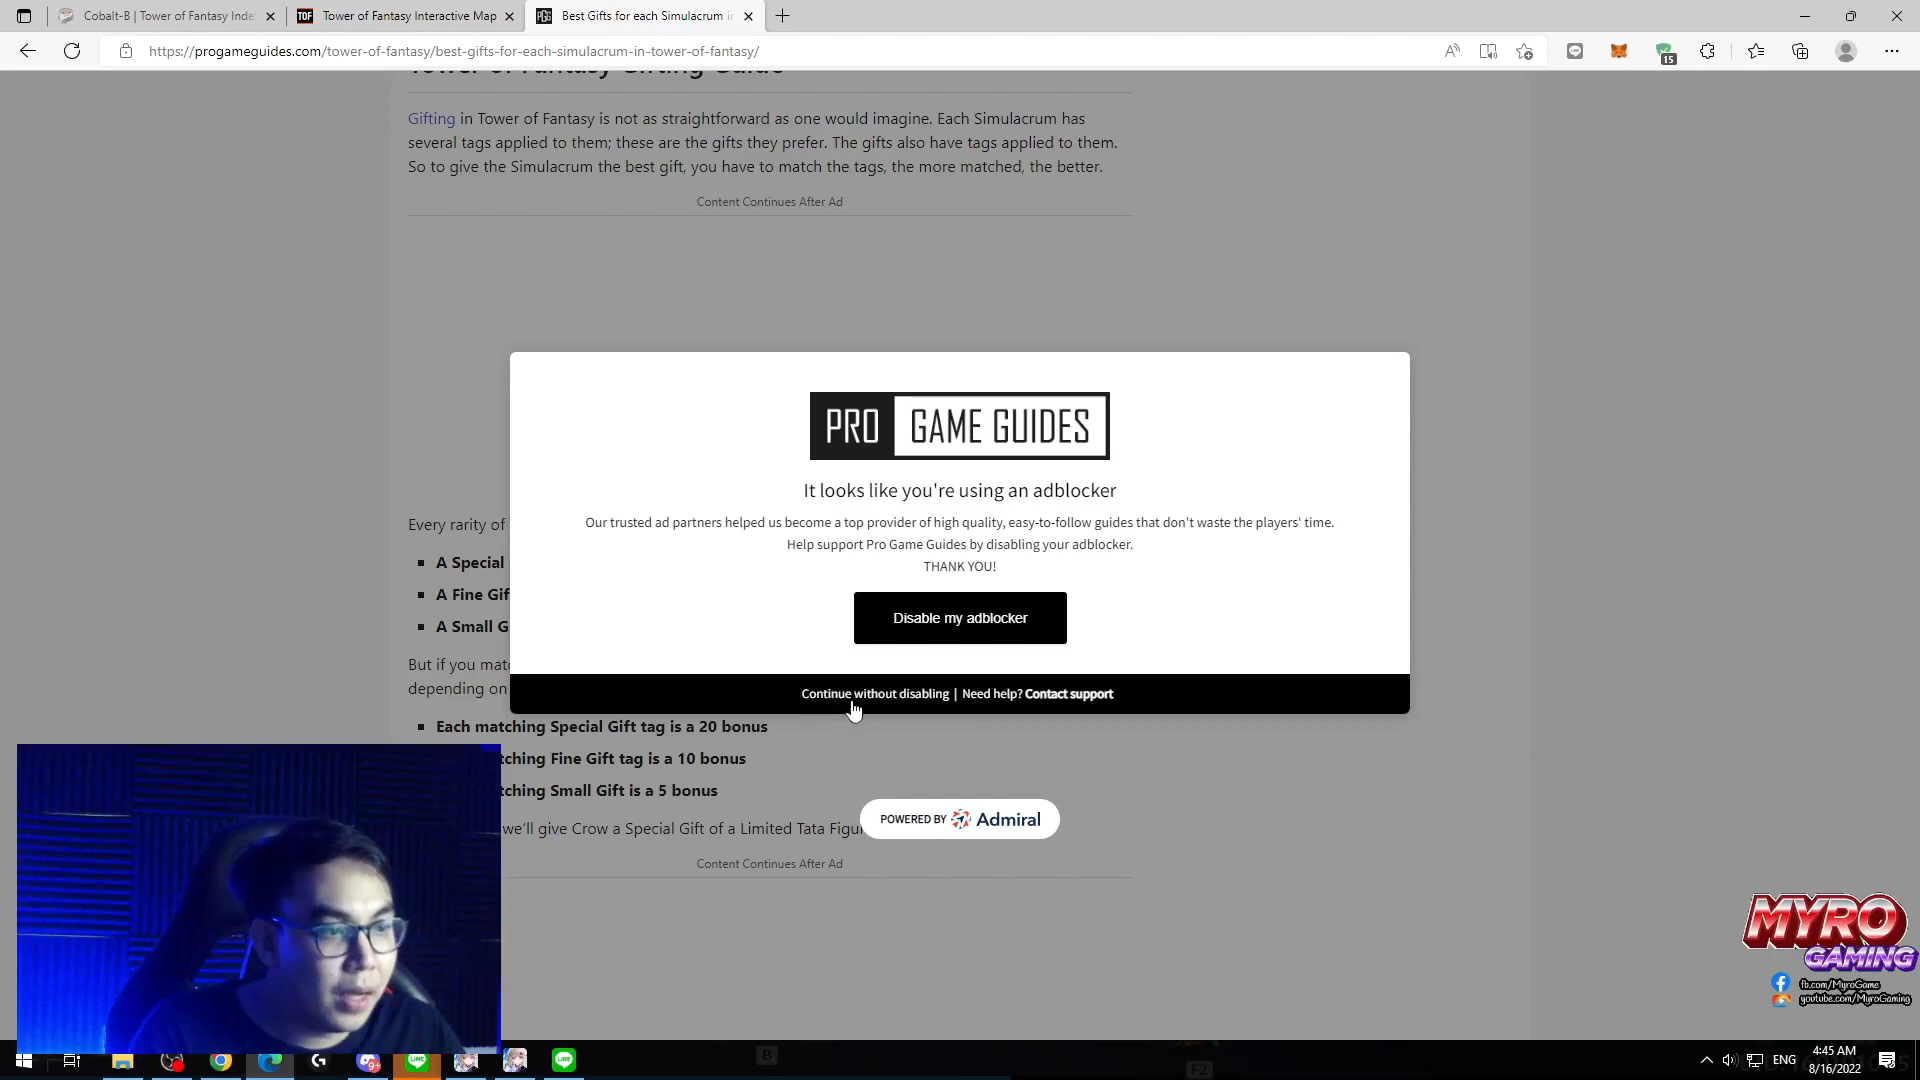 Cobalt-B | Tower of Fantasy Inde
Tower of Fantasy Interactive Map
Best Gifts for each Simulacrum in
https://progameguides.com/tower-of-fantasy/best-gifts-for-each-simulacrum-in-tower-of-fantasy/
15
Tower of Fantasy Gifting Guide
Gifting in Tower of Fantasy is not as straightforward as one would imagine. Each Simulacrum has
several tags applied to them; these are the gifts they prefer. The gifts also have tags applied to them.
So to give the Simulacrum the best gift, you have to match the tags, the more matched, the better.
Content Continues After Ad
PRO GAME GUIDES
It looks like you're using an adblocker
Our trusted ad partners helped us become a top provider of high quality, easy-to-follow guides that don't waste the players' time.
Help support Pro Game Guides by disabling your adblocker.
THANK YOU!
Disable my adblocker
Continue without disabling | Need help? Contact support
Every rarity of
A Special
A Fine Gif
A Small G
But if you mat
depending on
Each matching Special Gift tag is a 20 bonus
tching Fine Gift tag is a 10 bonus
tching Small Gift is a 5 bonus
we'll give Crow a Special Gift of a Limited Tata Figu
POWERED BY Admiral
Content Continues After Ad
MYRO
GAMING
fb.com/MyroGame
youtube.com/MyroGaming
B
F2
ENG
4:45 AM
8/16/2022